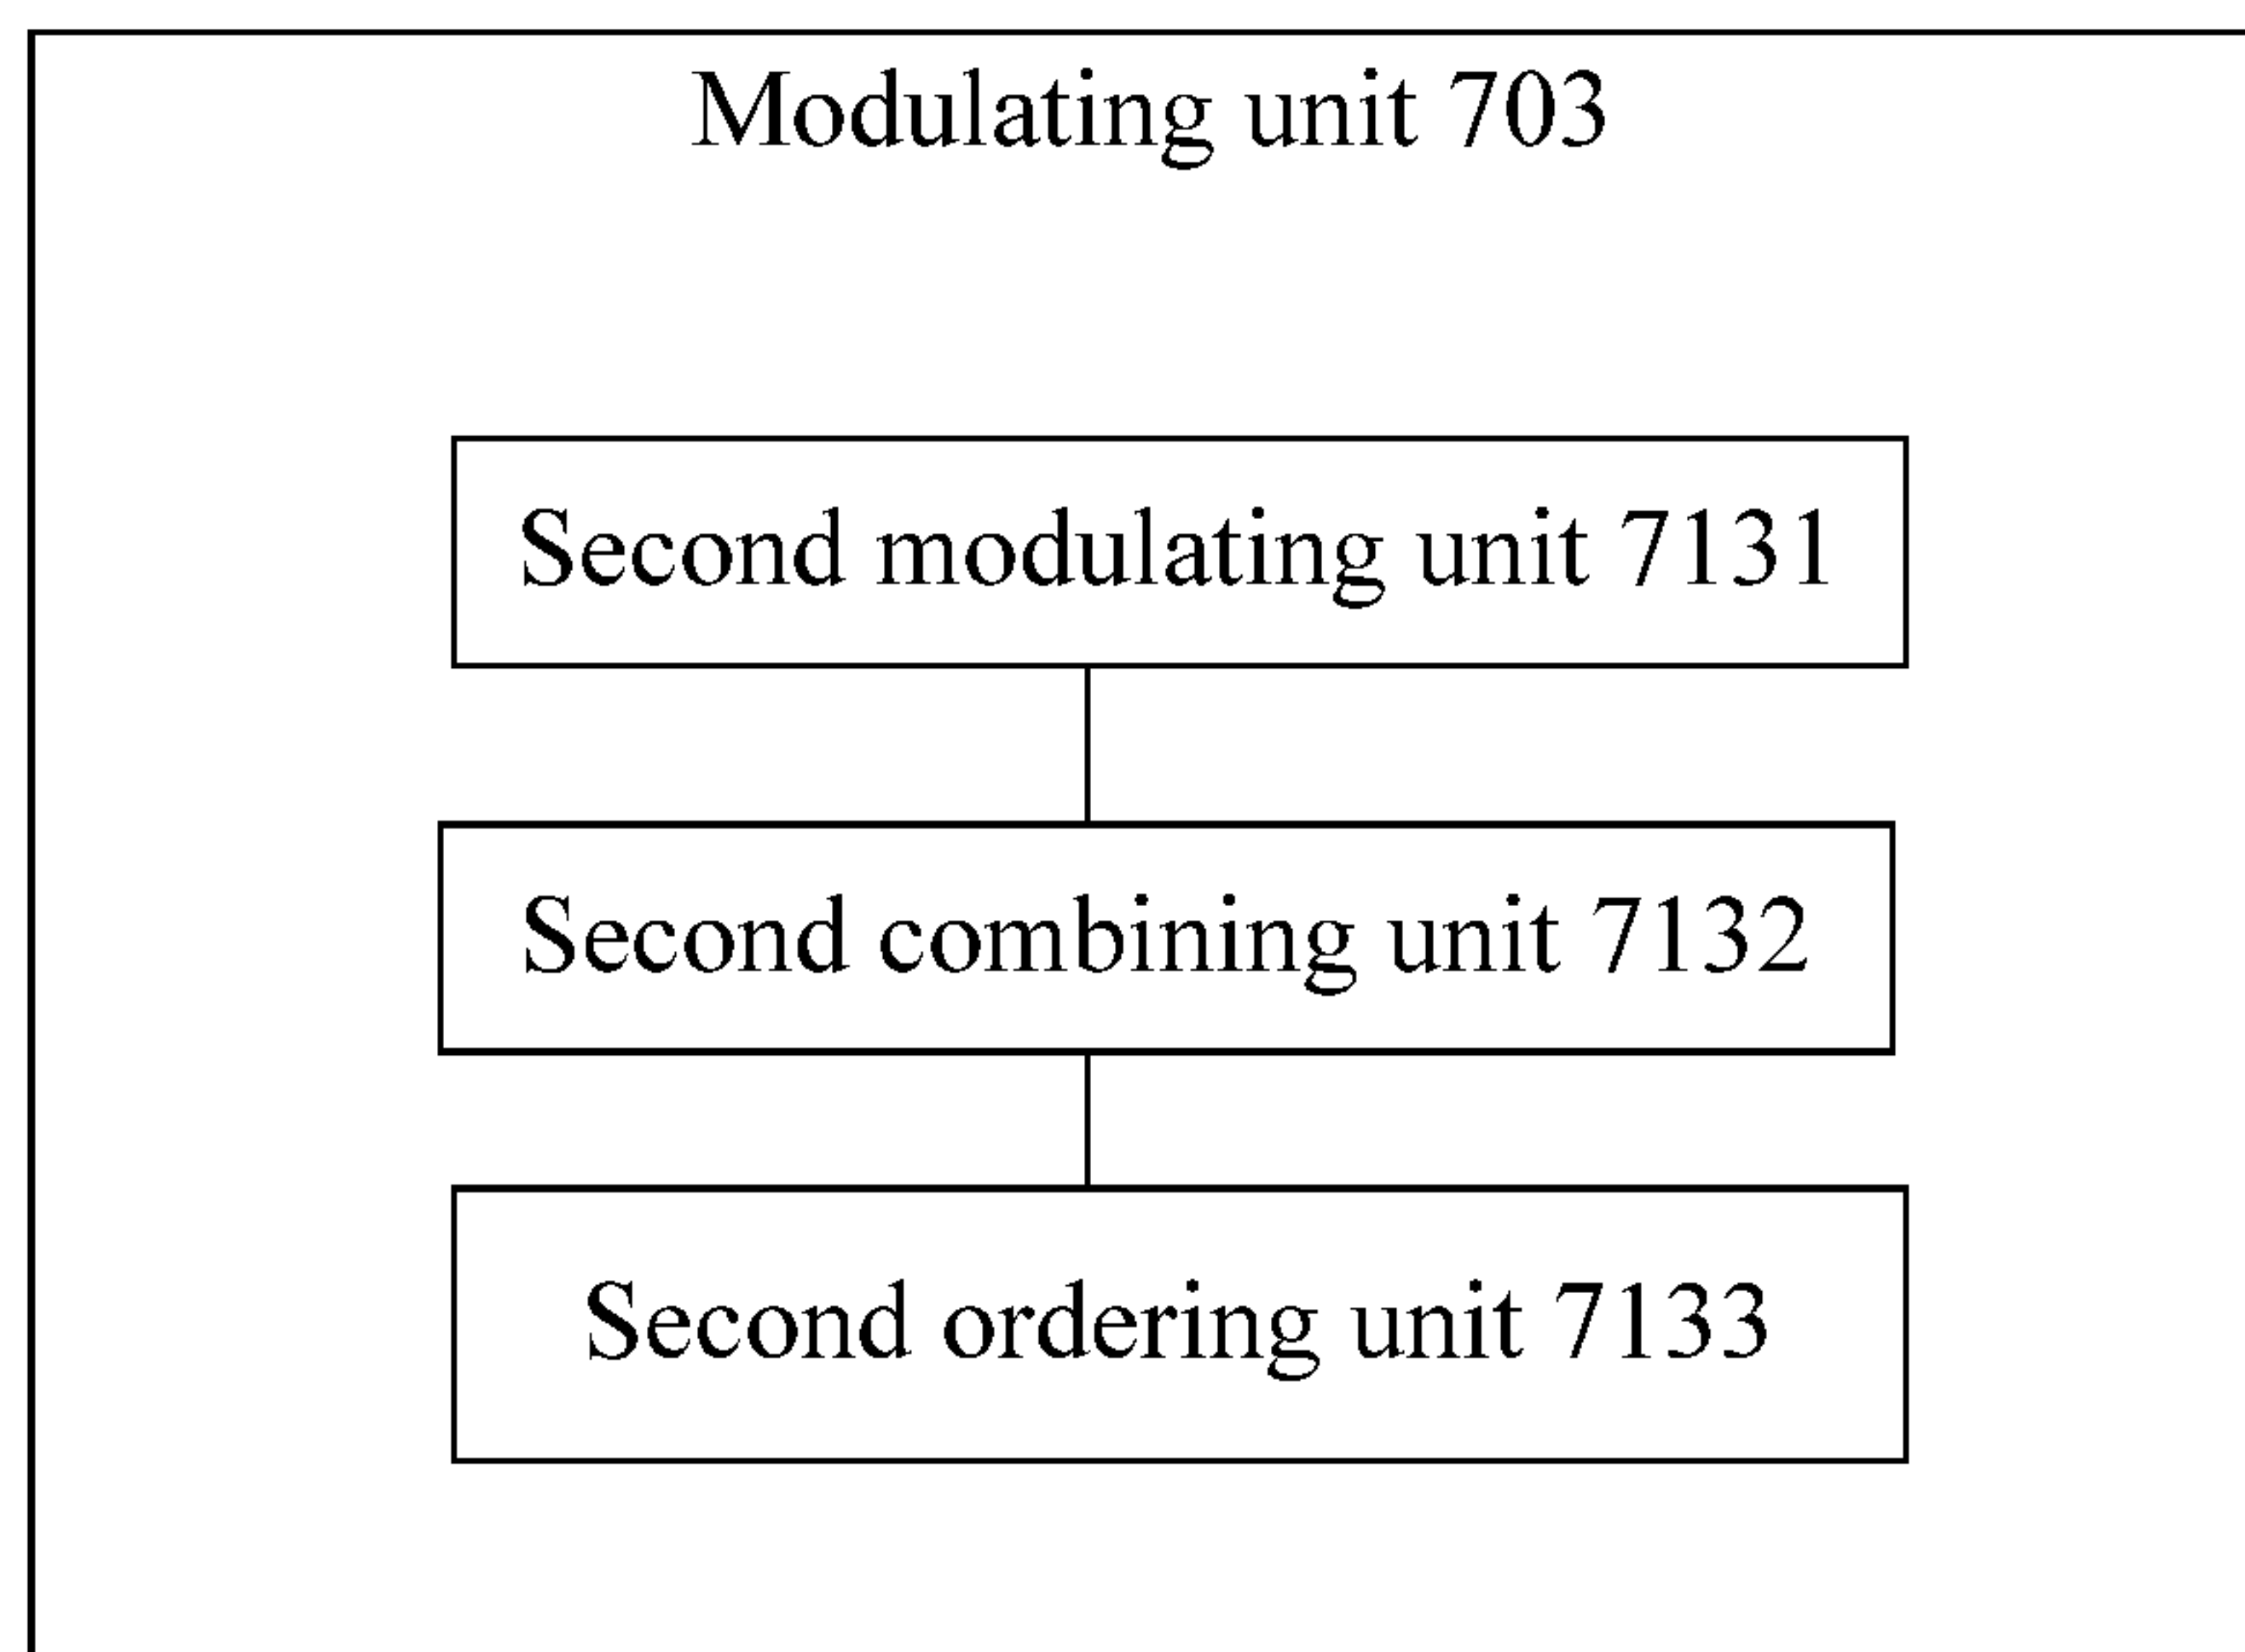 Modulating unit 703
Second modulating unit 7131
Second combining unit 7132
Second ordering unit 7133